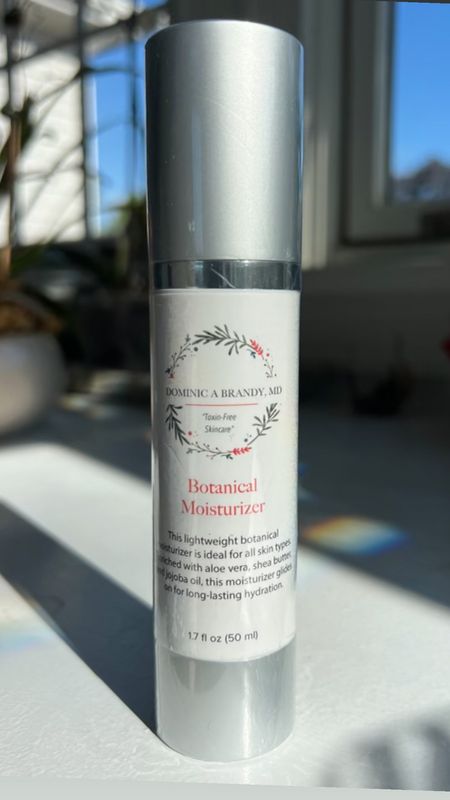 DOMINIC A BRANDY, MD
"Toxin-Free
Skincare"
Botanical
Moisturizer
This lightweight botanical
moisturizer is ideal for all skin types.
Enriched with aloe vera, shea butter,
and jojoba oil, this moisturizer glides
on for long-lasting hydration.
1.7 fl oz (50 ml)